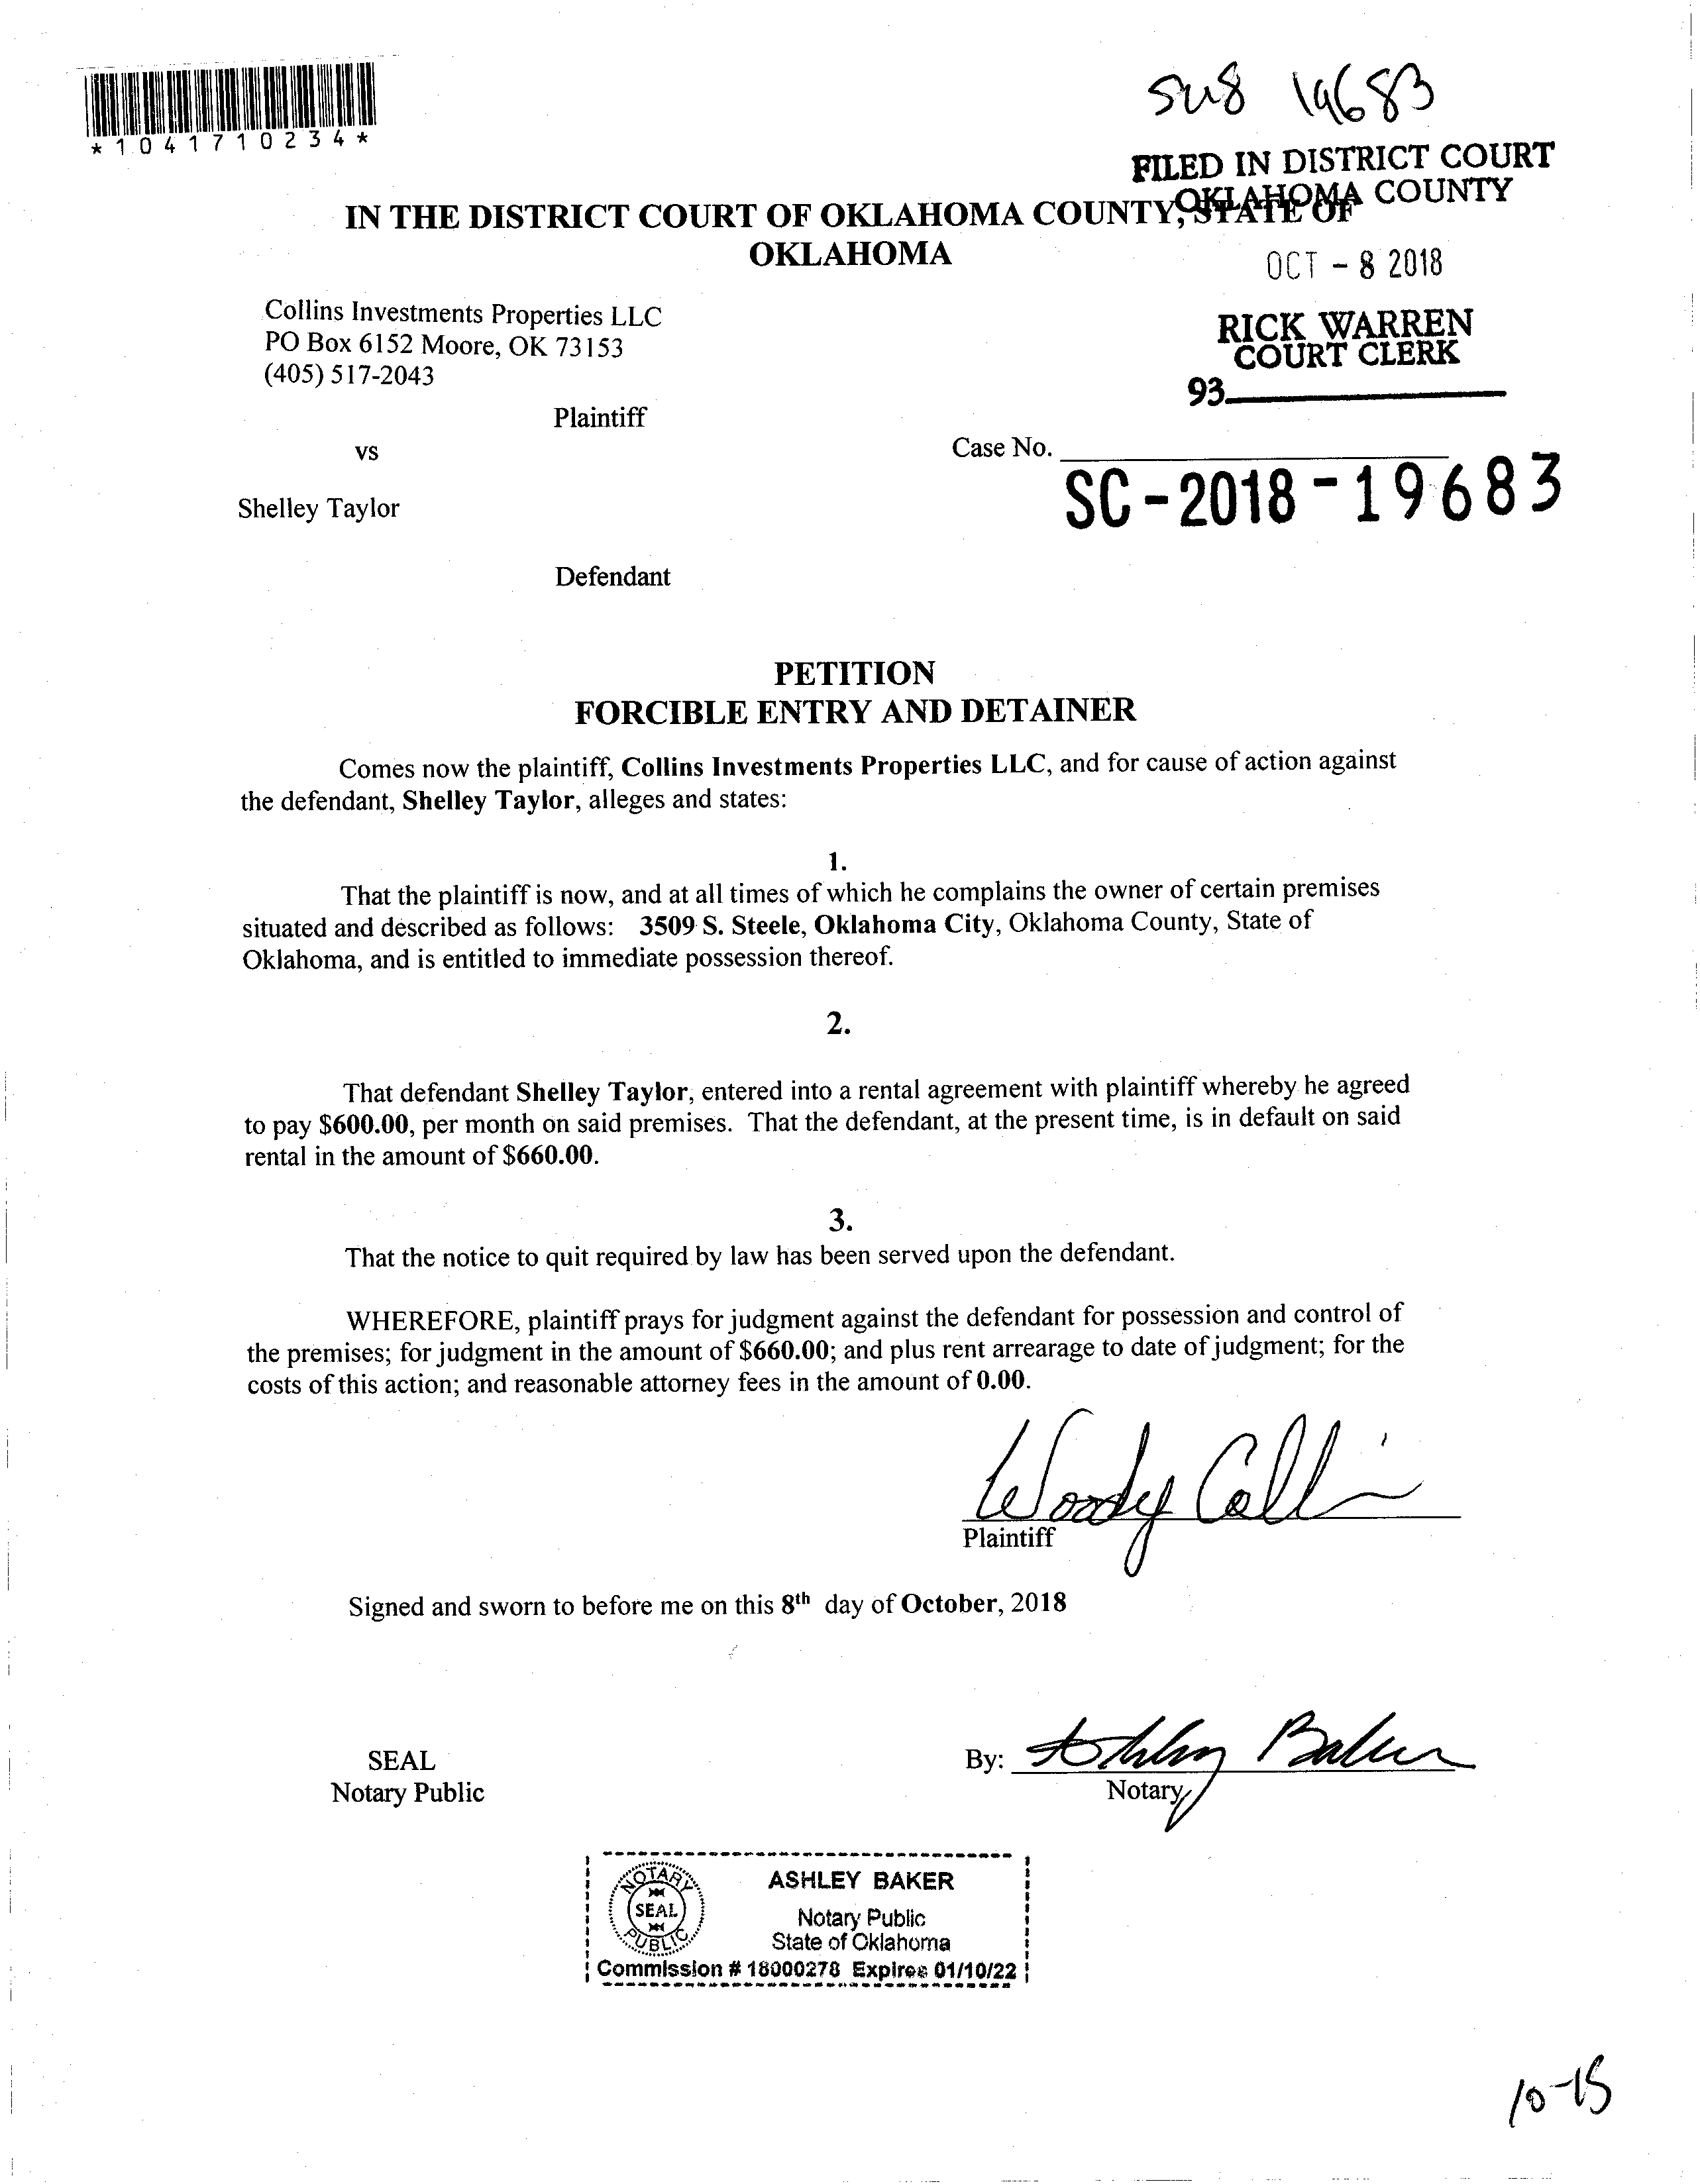 *1041710234*
19683
FILED IN DISTRICT COURT
OKLAHOMA COUNTY
IN THE DISTRICT COURT OF OKLAHOMA COUNTY, STATE OF
OKLAHOMA
OCT - 8 2018
Collins Investments Properties LLC
PO Box 6152 Moore, OK 73153
(405) 517-2043
RICK WARREN
COURT CLERK
93
Plaintiff
vs
Case No.
SC-2018-19683
Shelley Taylor
Defendant
PETITION
FORCIBLE ENTRY AND DETAINER
Comes now the plaintiff, Collins Investments Properties LLC, and for cause of action against
the defendant, Shelley Taylor, alleges and states:
1.
That the plaintiff is now, and at all times of which he complains the owner of certain premises
situated and described as follows: 3509 S. Steele, Oklahoma City, Oklahoma County, State of
Oklahoma, and is entitled to immediate possession thereof.
2.
That defendant Shelley Taylor, entered into a rental agreement with plaintiff whereby he agreed
to pay $600.00, per month on said premises. That the defendant, at the present time, is in default on said
rental in the amount of $660.00.
3.
That the notice to quit required by law has been served upon the defendant.
WHEREFORE, plaintiff prays for judgment against the defendant for possession and control of
the premises; for judgment in the amount of $660.00; and plus rent arrearage to date of judgment; for the
costs of this action; and reasonable attorney fees in the amount of 0.00.
Woody Collin
Plaintiff
Signed and sworn to before me on this 8th day of October, 2018
SEAL
Notary Public
By: Ashley Baker
Notary
NOTARY
SEAL
PUBLIC
ASHLEY BAKER
Notary Public
State of Oklahoma
Commission # 18000278 Expires 01/10/22
10-15